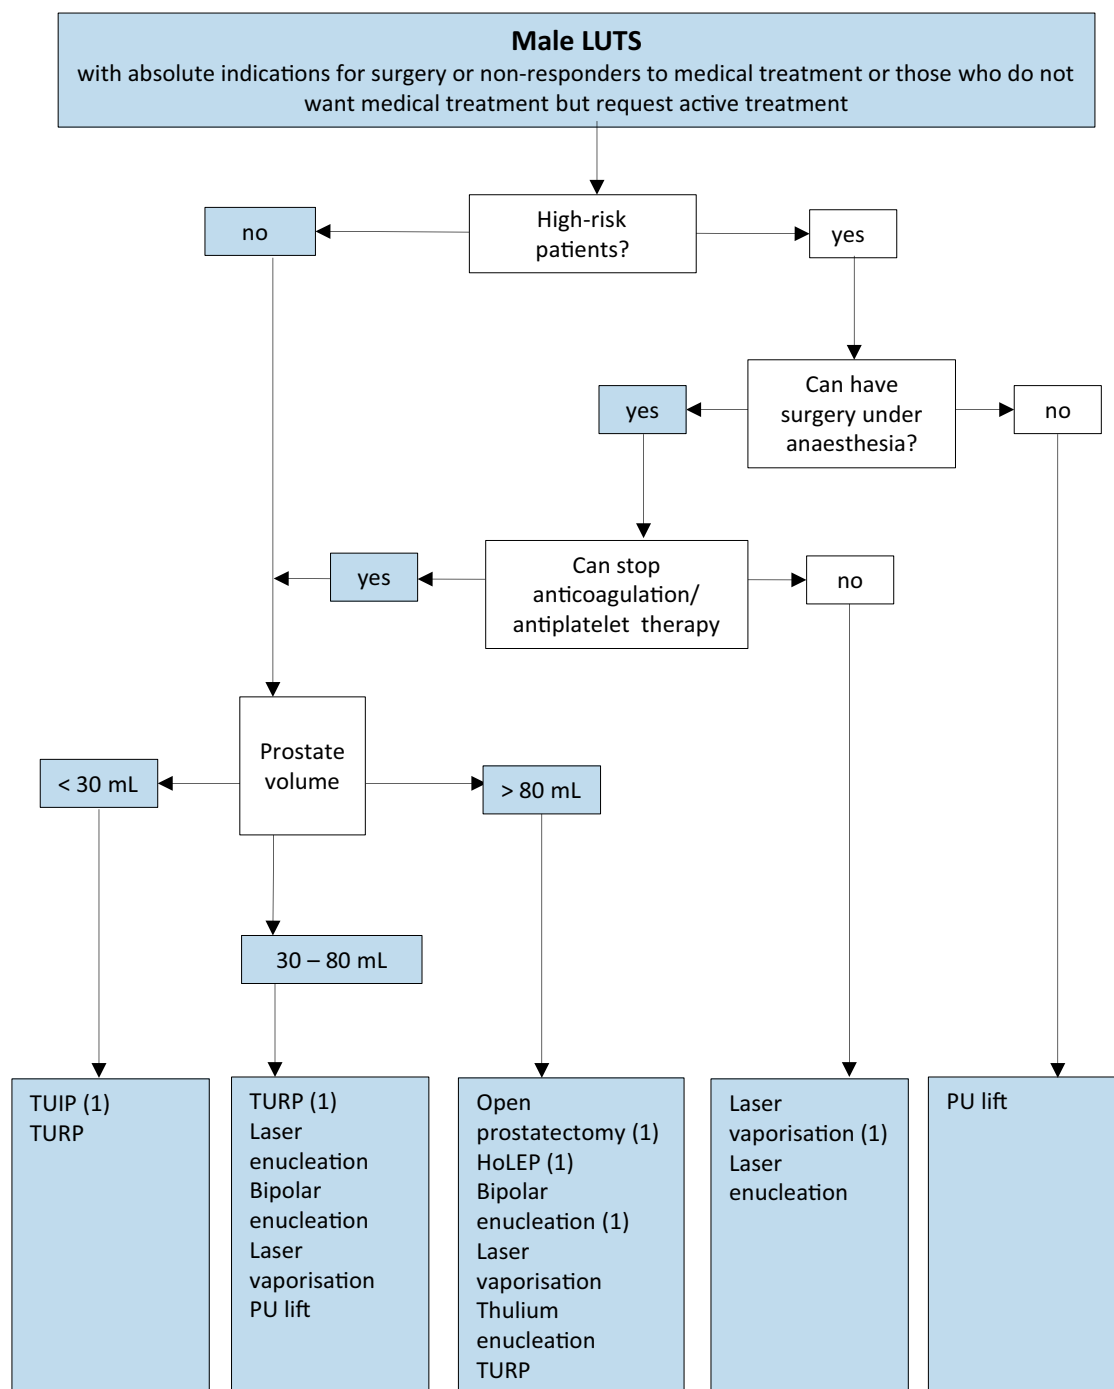 Male LUTS
with absolute indications for surgery or non-responders to medical treatment or those who do not
want medical treatment but request active treatment
no
High-risk
patients?
yes
yes
Can have
surgery under
anaesthesia?
no
yes
Can stop
anticoagulation/
antiplatelet therapy
no
Prostate
volume
< 30 mL
> 80 mL
30 – 80 mL
TUIP (1)
TURP
TURP (1)
Laser
enucleation
Bipolar
enucleation
Laser
vaporisation
PU lift
Open
prostatectomy (1)
HoLEP (1)
Bipolar
enucleation (1)
Laser
vaporisation
Thulium
enucleation
TURP
Laser
vaporisation (1)
Laser
enucleation
PU lift